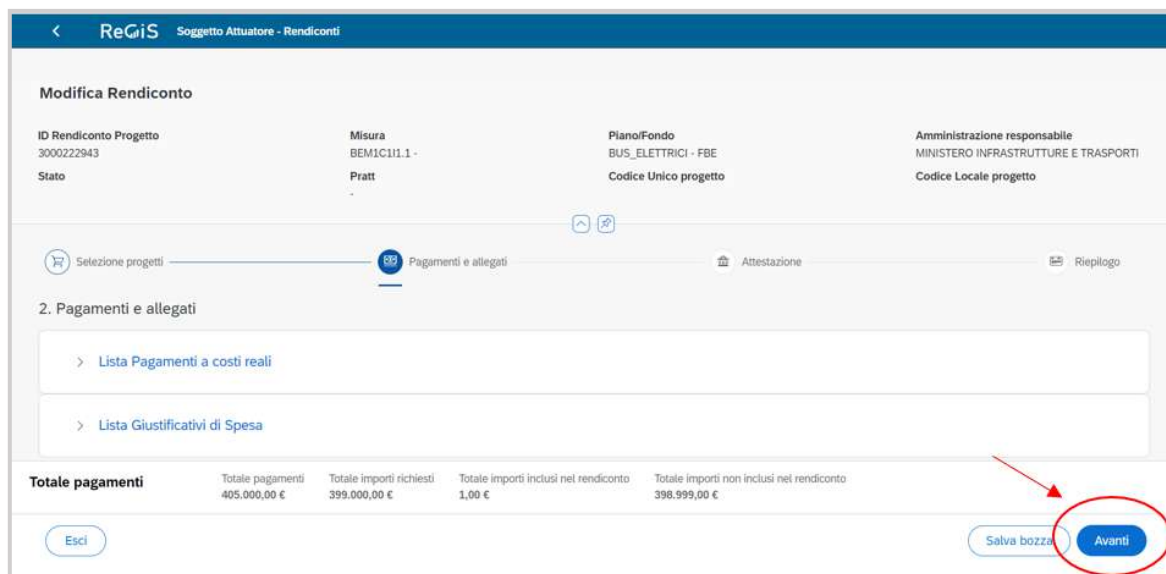 ReGiS Soggetto Attuatore - Rendiconti
Modifica Rendiconto
ID Rendiconto Progetto Misura Piano/Fondo Amministrazione responsabile
3000222943 BEM1C1I1.1 - BUS_ELETTRICI - FBE MINISTERO INFRASTRUTTURE E TRASPORTI
Stato Pratt Codice Unico progetto Codice Locale progetto
-
Selezione progetti Pagamenti e allegati Attestazione Riepilogo
2. Pagamenti e allegati
Lista Pagamenti a costi reali
Lista Giustificativi di Spesa
Totale pagamenti Totale pagamenti Totale importi richiesti Totale importi inclusi nel rendiconto Totale importi non inclusi nel rendiconto
405.000,00 € 399.000,00 € 1,00 € 398.999,00 €
Esci Salva bozza Avanti